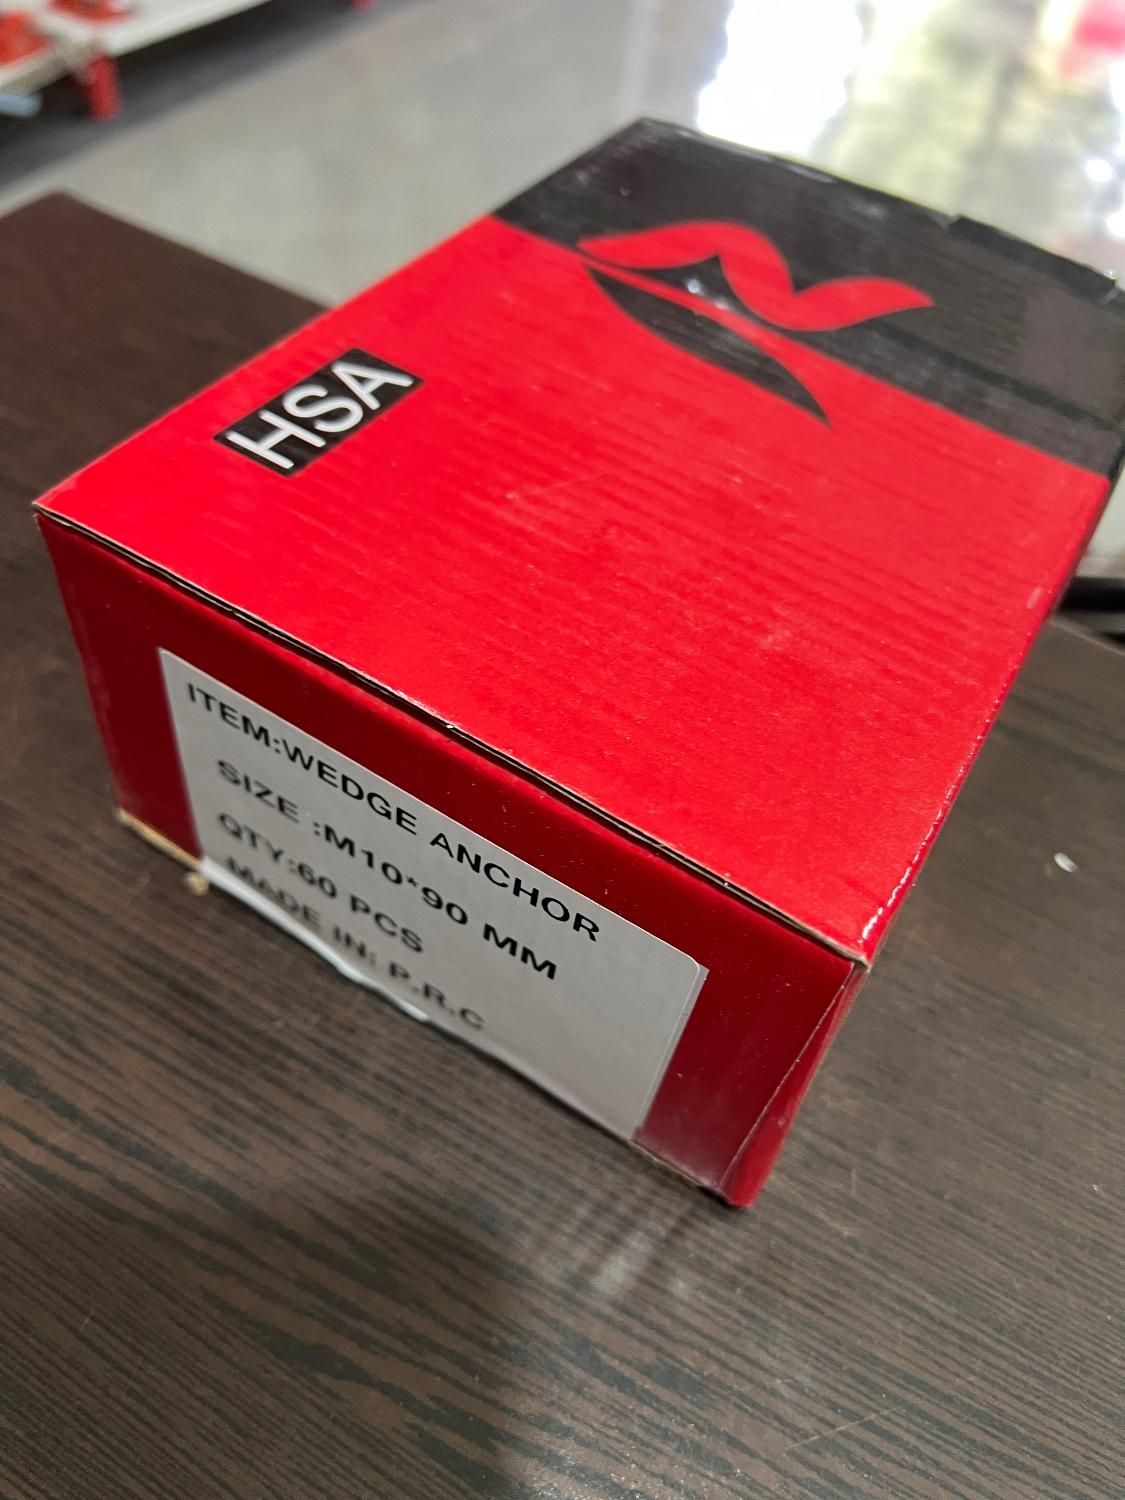 HSA
ITEM:WEDGE ANCHOR
SIZE :M10*90 MM
QTY:60 PCS
MADE IN: P.R.C